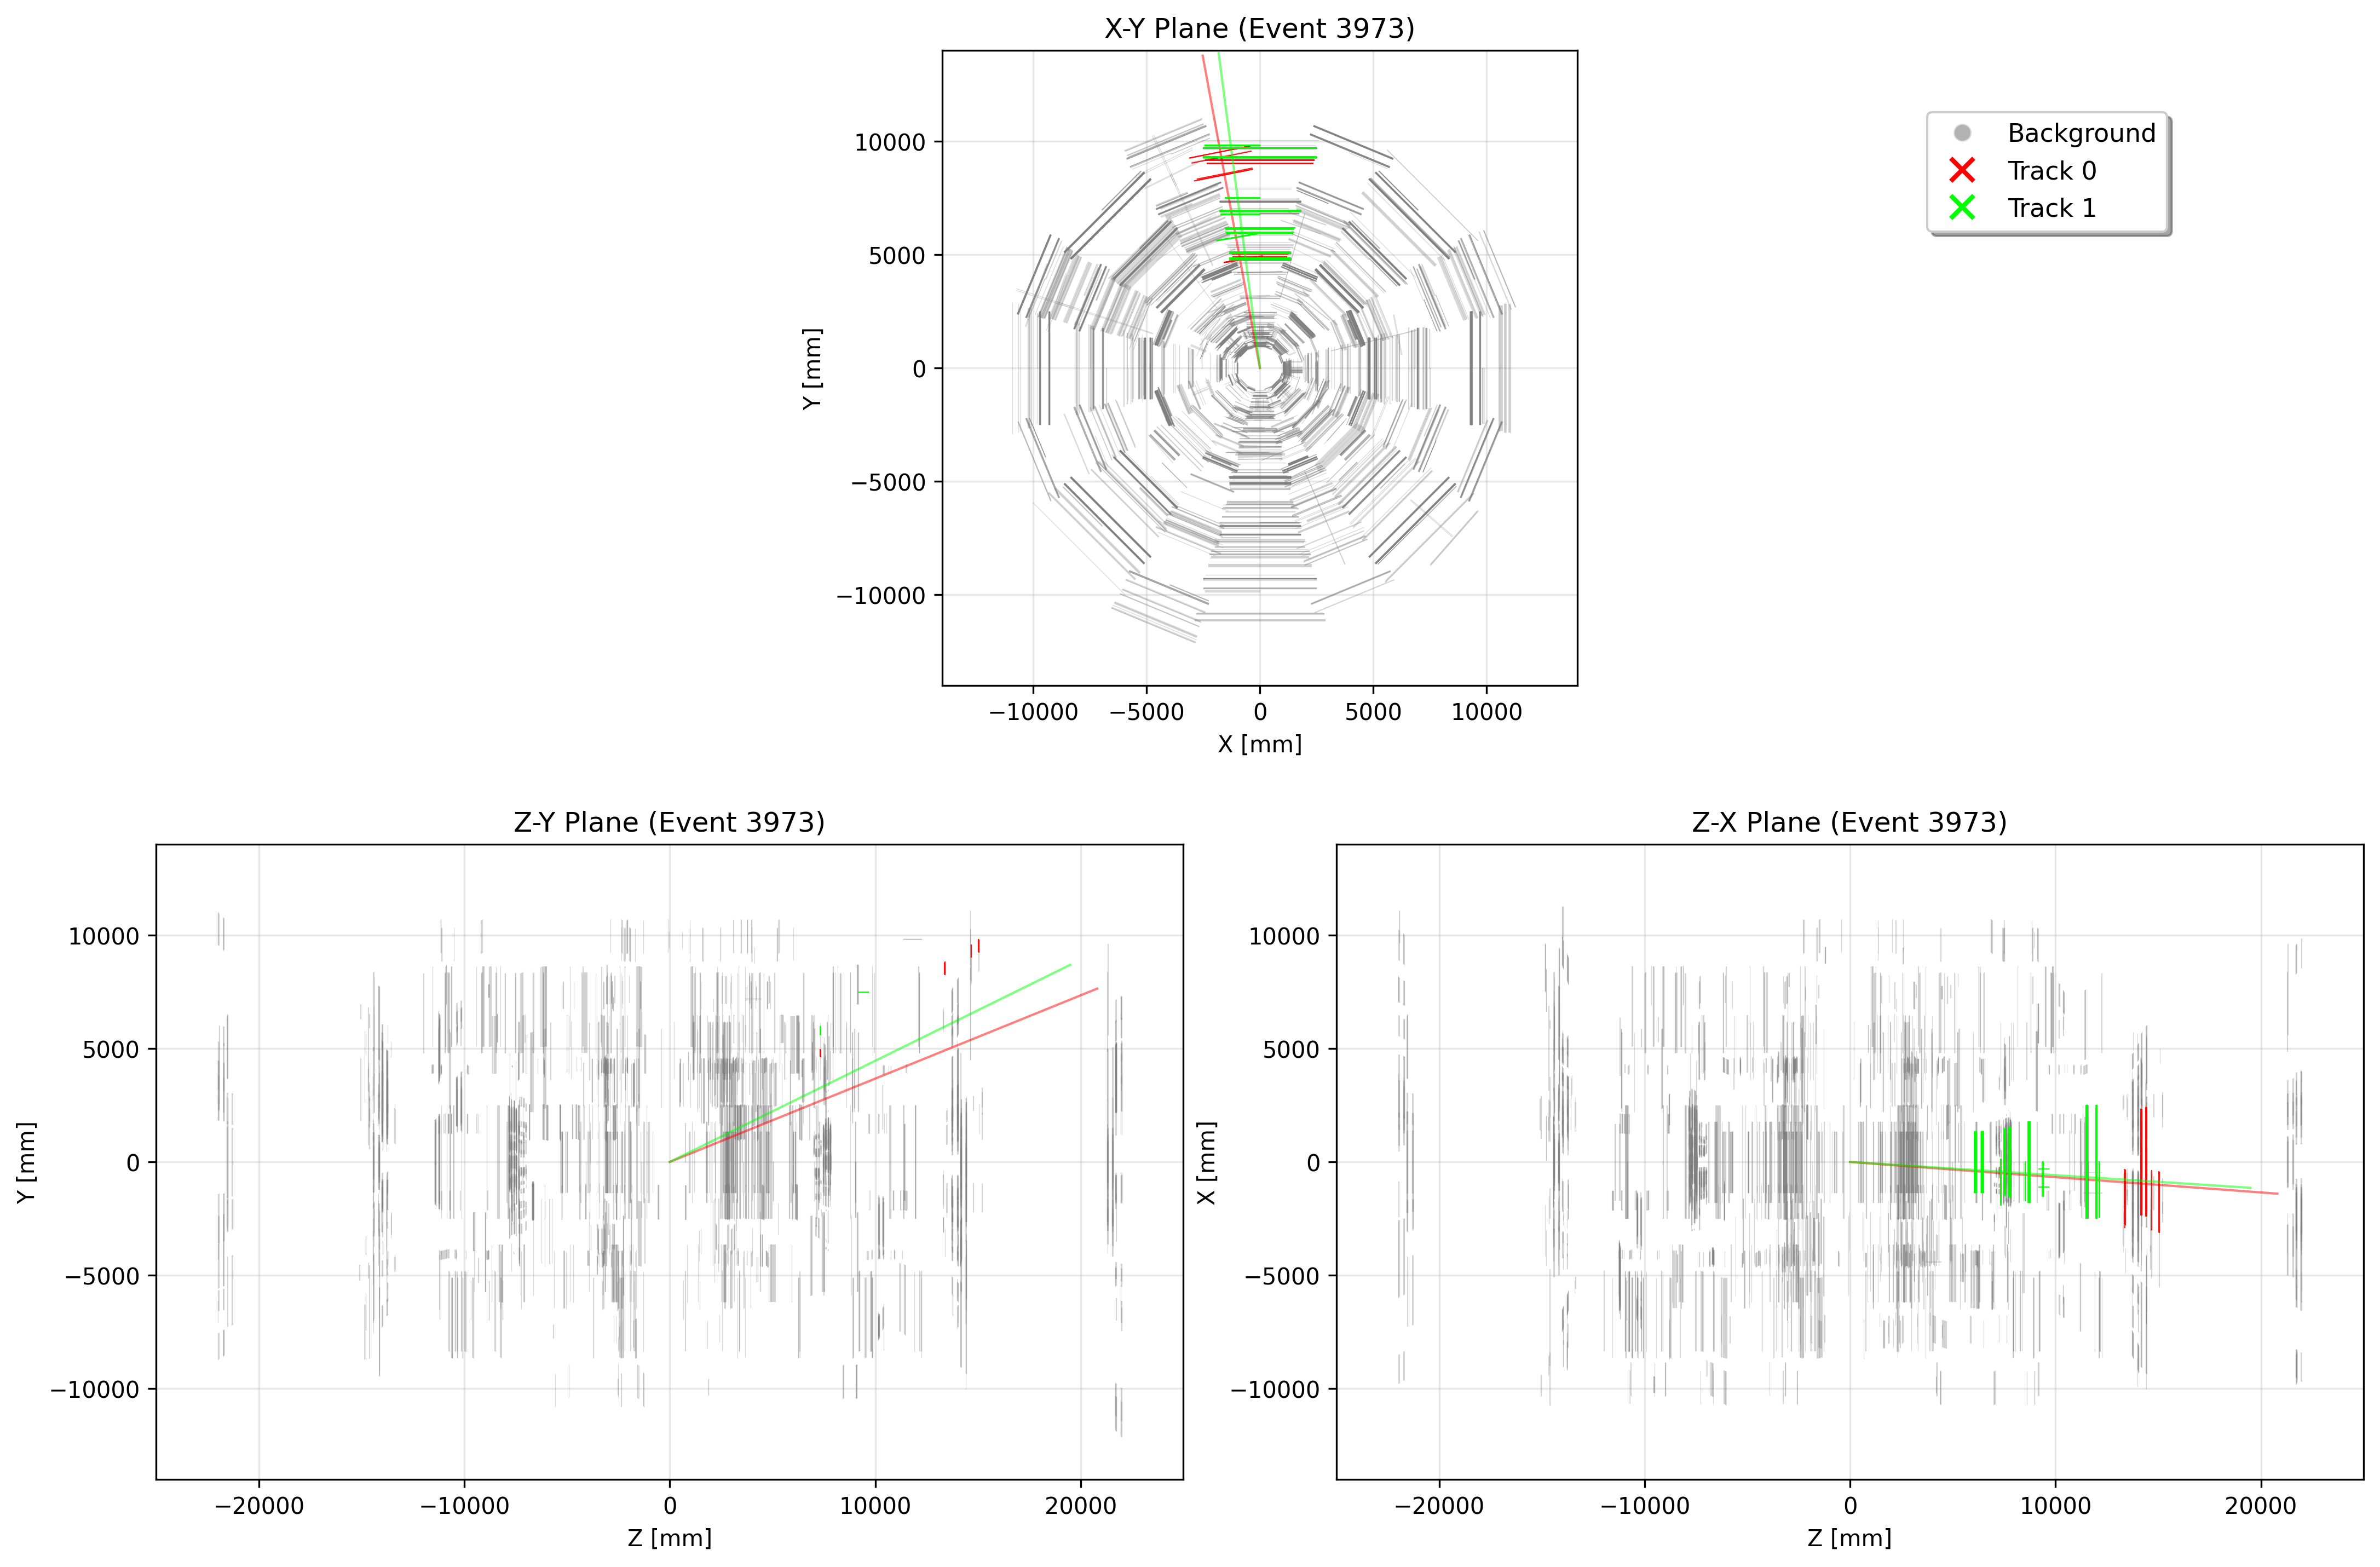 X-Y Plane (Event 3973)
Background
Track 0
Track 1
10000
5000
0
−5000
−10000
Y [mm]
−10000 −5000 0 5000 10000
X [mm]
Z-Y Plane (Event 3973)
10000
5000
0
−5000
−10000
Y [mm]
−20000 −10000 0 10000 20000
Z [mm]
Z-X Plane (Event 3973)
10000
5000
0
−5000
−10000
X [mm]
−20000 −10000 0 10000 20000
Z [mm]